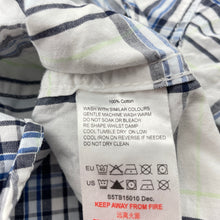 100% Cotton
WASH WITH SIMILAR COLOURS
GENTLE MACHINE WASH WARM
DO NOT SOAK OR BLEACH
RE SHAPE WHILST DAMP
COOL TUMBLE DRY ON LOW
COOL IRON ON REVERSE IF NEEDED
DO NOT DRY CLEAN
EU
US
BSTB15010 Dec.
KEEP AWAY FROM FIRE